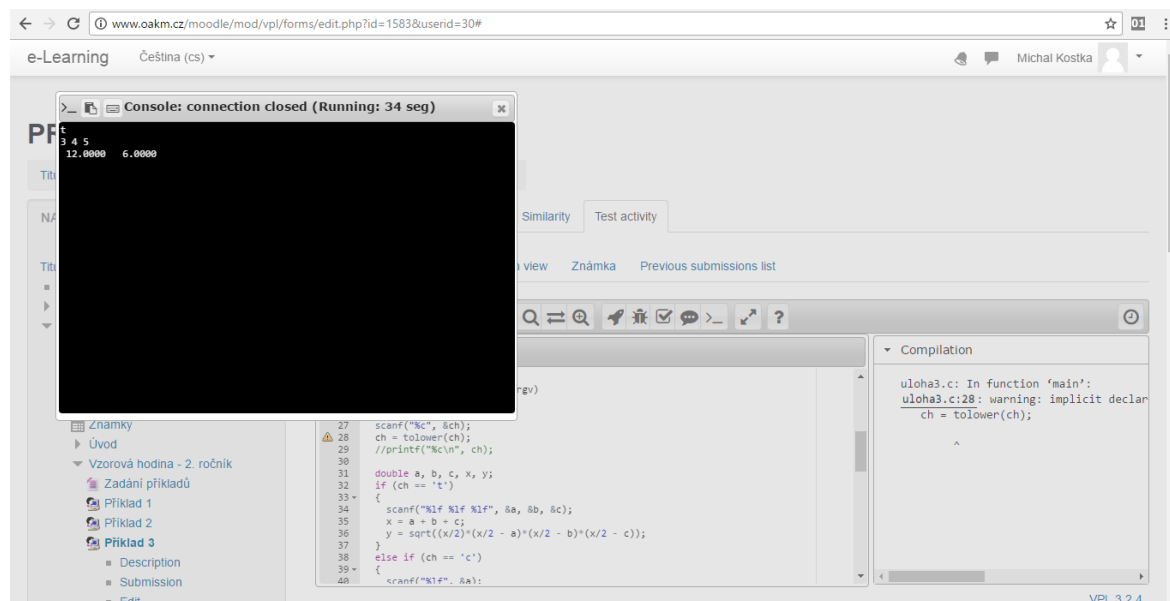 www.oakm.cz/moodle/mod/vpl/forms/edit.php?id=1583&userid=30#
01
e-Learning
Čeština (cs)
Michal Kostka
>_ Console: connection closed (Running: 34 seg)
t
3 4 5
12.0000 6.0000
Similarity
Test activity
view
Známka
Previous submissions list
>_
?
Compilation
rgv)
27 scanf("%c", &ch);
28 ch = tolower(ch);
29 //printf("%c\n", ch);
30
31 double a, b, c, x, y;
32 if (ch == 't')
33 {
34 scanf("%lf %lf %lf", &a, &b, &c);
35 x = a + b + c;
36 y = sqrt((x/2)*(x/2 - a)*(x/2 - b)*(x/2 - c));
37 }
38 else if (ch == 'c')
39 {
40 scanf("%lf", &a);
uloha3.c: In function ‘main’:
uloha3.c:28: warning: implicit declar
ch = tolower(ch);
^
Známky
Úvod
Vzorová hodina - 2. ročník
Zadání příkladů
Příklad 1
Příklad 2
Příklad 3
Description
Submission
Edit
VPL 3.2.4